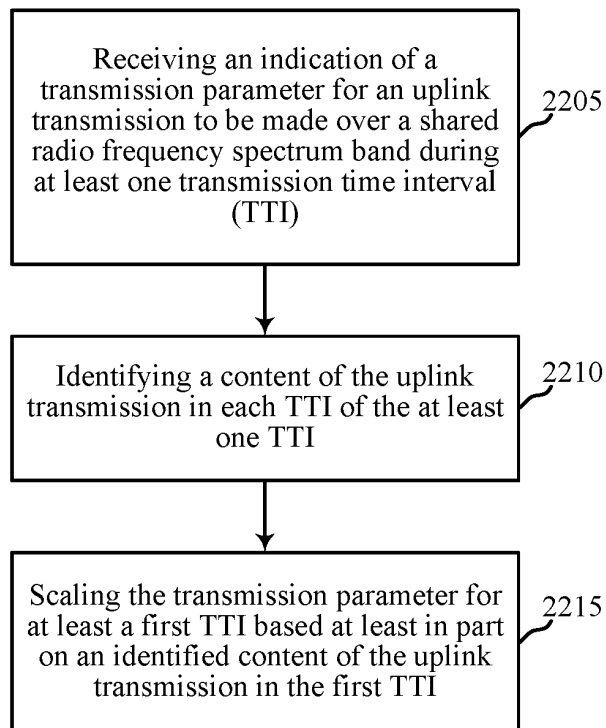 Receiving an indication of a
transmission parameter for an uplink
transmission to be made over a shared
radio frequency spectrum band during
at least one transmission time interval
(TTI)
2205
Identifying a content of the uplink
transmission in each TTI of the at least
one TTI
2210
Scaling the transmission parameter for
at least a first TTI based at least in part
on an identified content of the uplink
transmission in the first TTI
2215